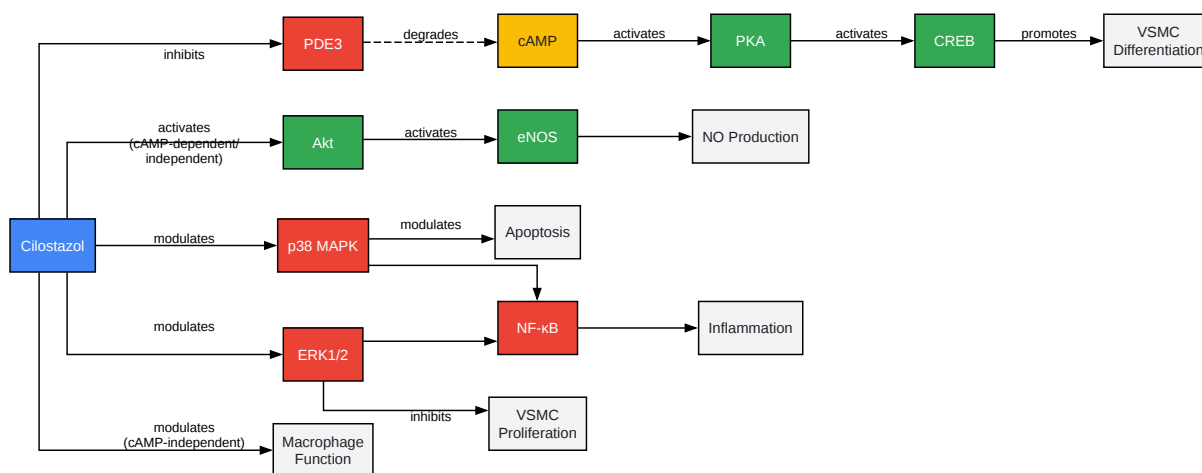 inhibits
PDE3
degrades
cAMP
activates
PKA
activates
CREB
promotes
VSMC
Differentiation
activates
(cAMP-dependent/
independent)
Akt
activates
eNOS
NO Production
Cilostazol
modulates
p38 MAPK
modulates
Apoptosis
modulates
ERK1/2
NF-κB
Inflammation
inhibits
VSMC
Proliferation
modulates
(cAMP-independent)
Macrophage
Function